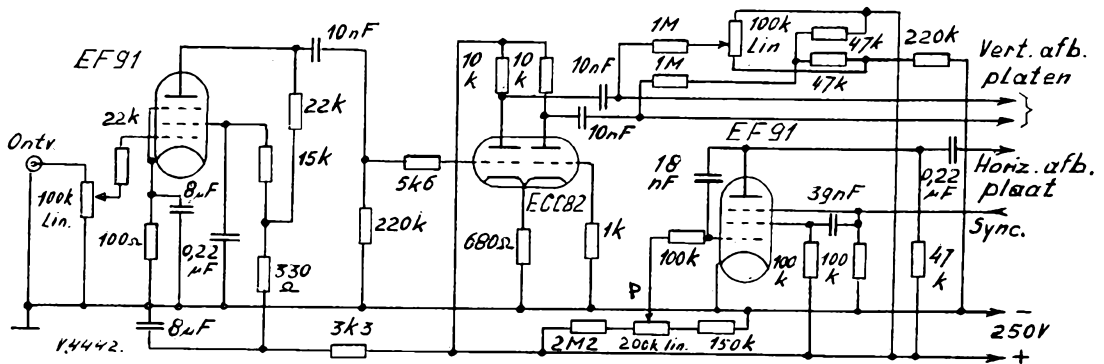 EF91
10nF
22k
22k
15k
Ontv.
100k
Lin.
8µF
100Ω
0,22
µF
330
Ω
8µF
3k3
V.4442.
220k
5k6
10
k
10
k
ECC82
680Ω
1k
10nF
10nF
1M
1M
100k
Lin
47k
47k
220k
Vert. afb.
platen
EF91
18
nF
39nF
0,22
µF
Horiz. afb.
plaat
Sync.
100k
100
k
100
k
47
k
P
2M2
200k lin.
150k
-
250V
+